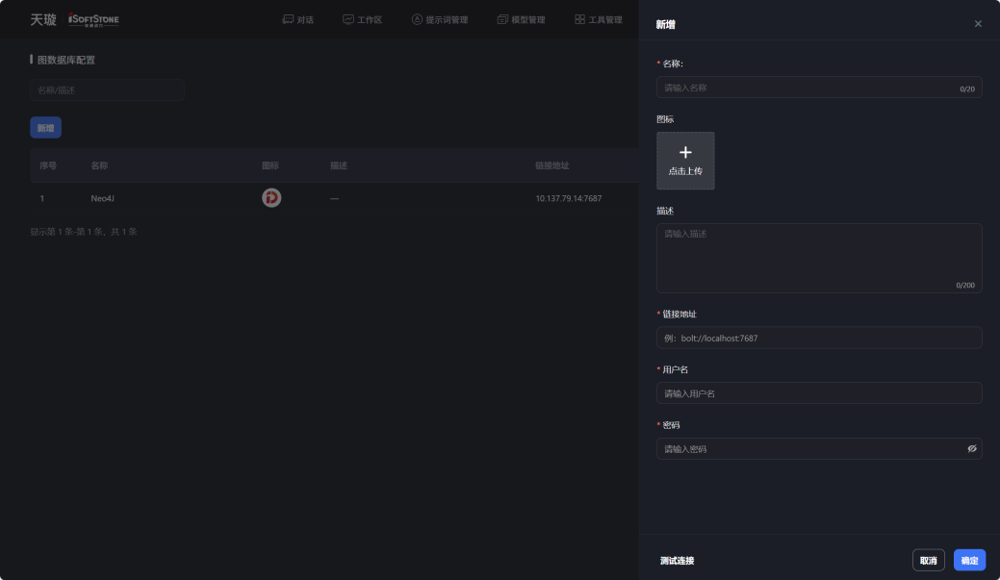 天璇 iSOFTSTONE
对话 工作区 提示词管理 模型管理 工具管理
图数据库配置
名称/描述
新增
序号 名称 图标 描述 链接地址
1 Neo4J — 10.137.79.14:7687
显示第 1 条-第 1 条，共 1 条
新增
* 名称:
请输入名称 0/20
图标
点击上传
描述
请输入描述
0/200
* 链接地址
例：bolt://localhost:7687
* 用户名
请输入用户名
* 密码
请输入密码
测试连接 取消 确定